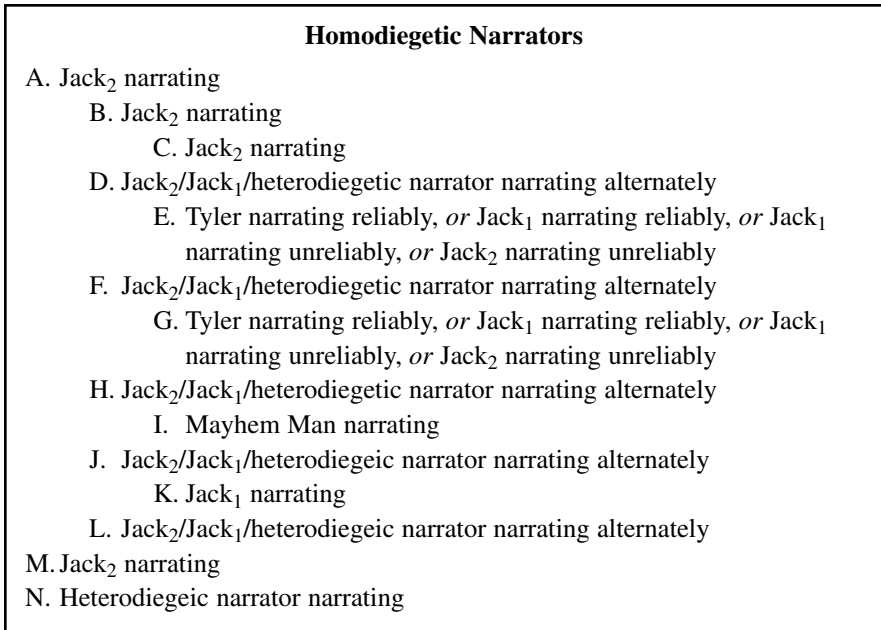 Homodiegetic Narrators
A. Jack₂ narrating
B. Jack₂ narrating
C. Jack₂ narrating
D. Jack₂/Jack₁/heterodiegetic narrator narrating alternately
E. Tyler narrating reliably, or Jack₁ narrating reliably, or Jack₁
narrating unreliably, or Jack₂ narrating unreliably
F. Jack₂/Jack₁/heterodiegetic narrator narrating alternately
G. Tyler narrating reliably, or Jack₁ narrating reliably, or Jack₁
narrating unreliably, or Jack₂ narrating unreliably
H. Jack₂/Jack₁/heterodiegetic narrator narrating alternately
I. Mayhem Man narrating
J. Jack₂/Jack₁/heterodiegeic narrator narrating alternately
K. Jack₁ narrating
L. Jack₂/Jack₁/heterodiegeic narrator narrating alternately
M. Jack₂ narrating
N. Heterodiegeic narrator narrating